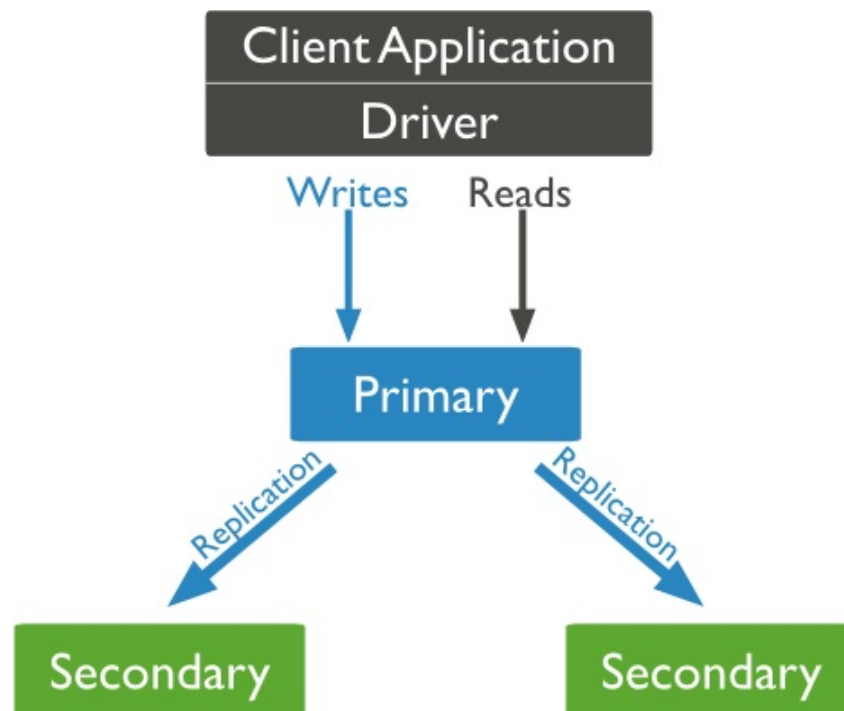 Client Application
Driver
Writes
Reads
Primary
Replication
Replication
Secondary
Secondary